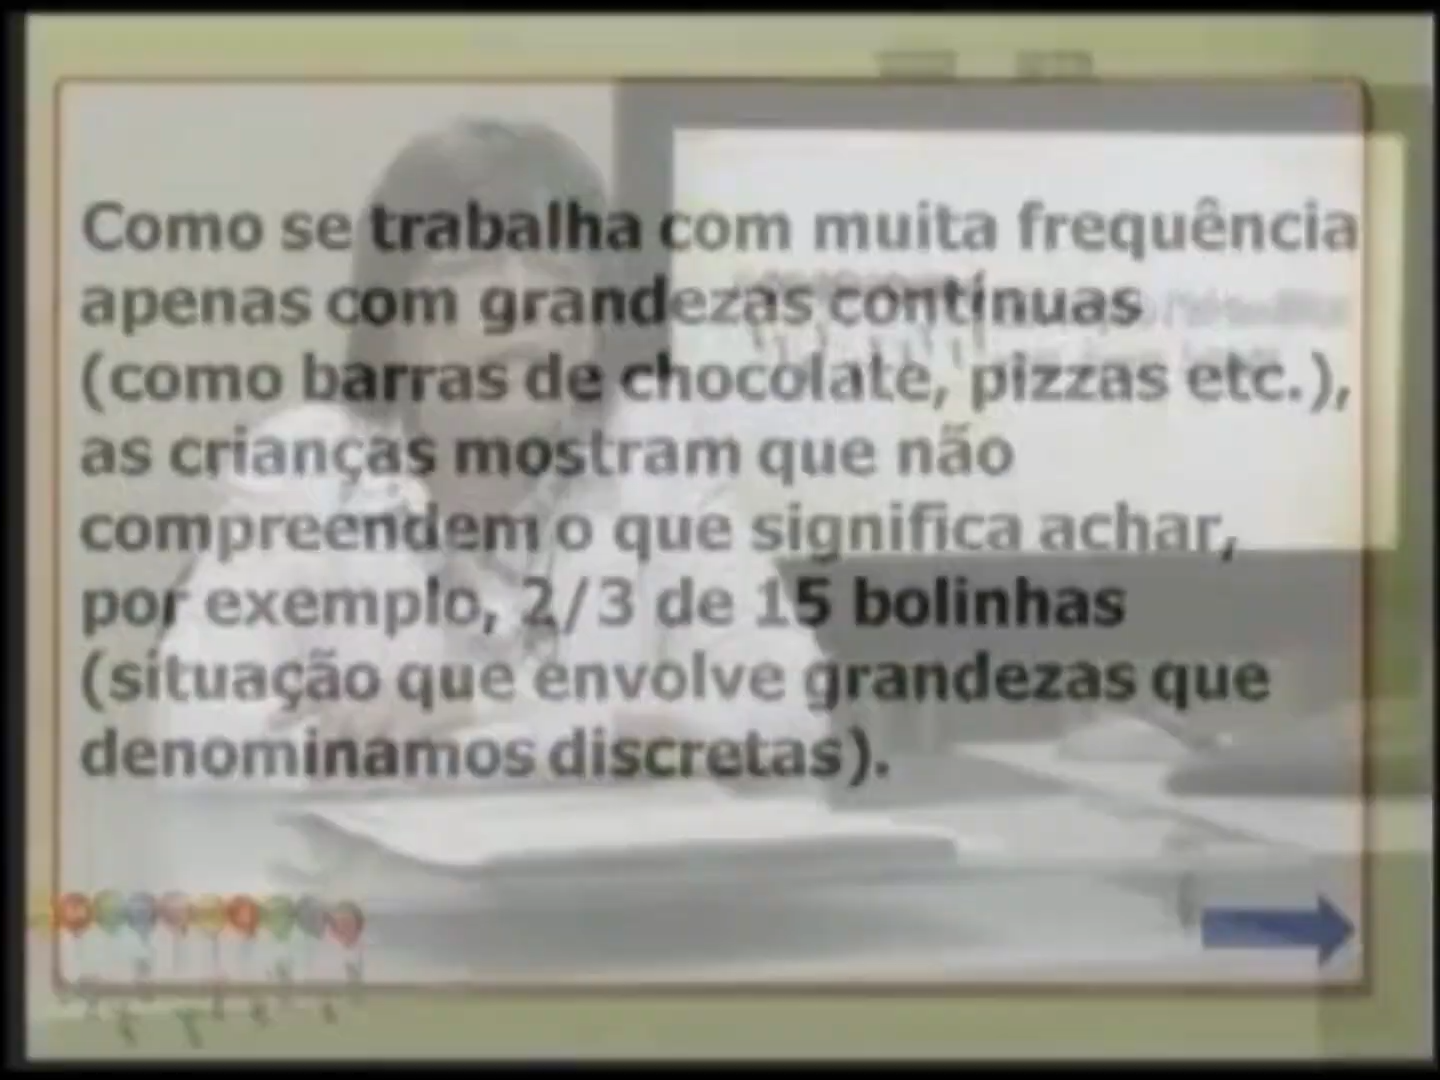 Como se trabalha com muita frequência
apenas com grandezas contínuas
(como barras de chocolate, pizzas etc.),
as crianças mostram que não
compreendem o que significa achar,
por exemplo, 2/3 de 15 bolinhas
(situação que envolve grandezas que
denominamos discretas).